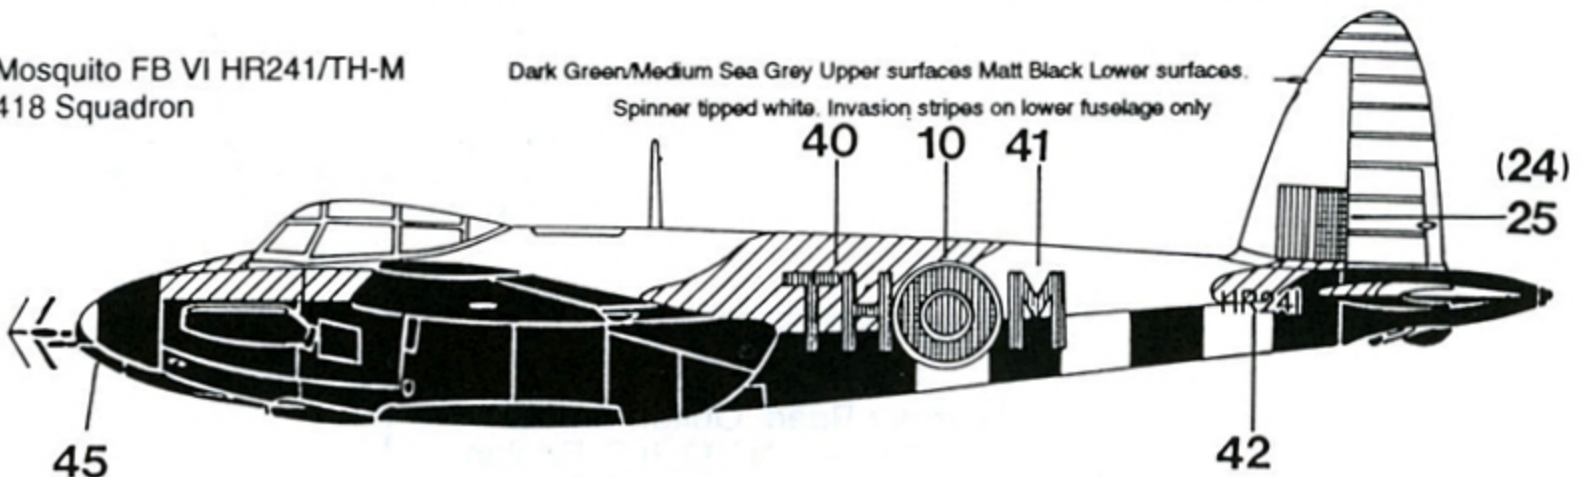 Mosquito FB VI HR241/TH-M
418 Squadron
Dark Green/Medium Sea Grey Upper surfaces Matt Black Lower surfaces.
Spinner tipped white. Invasion stripes on lower fuselage only
40 10 41
(24)
25
TH M
HR241
45
42